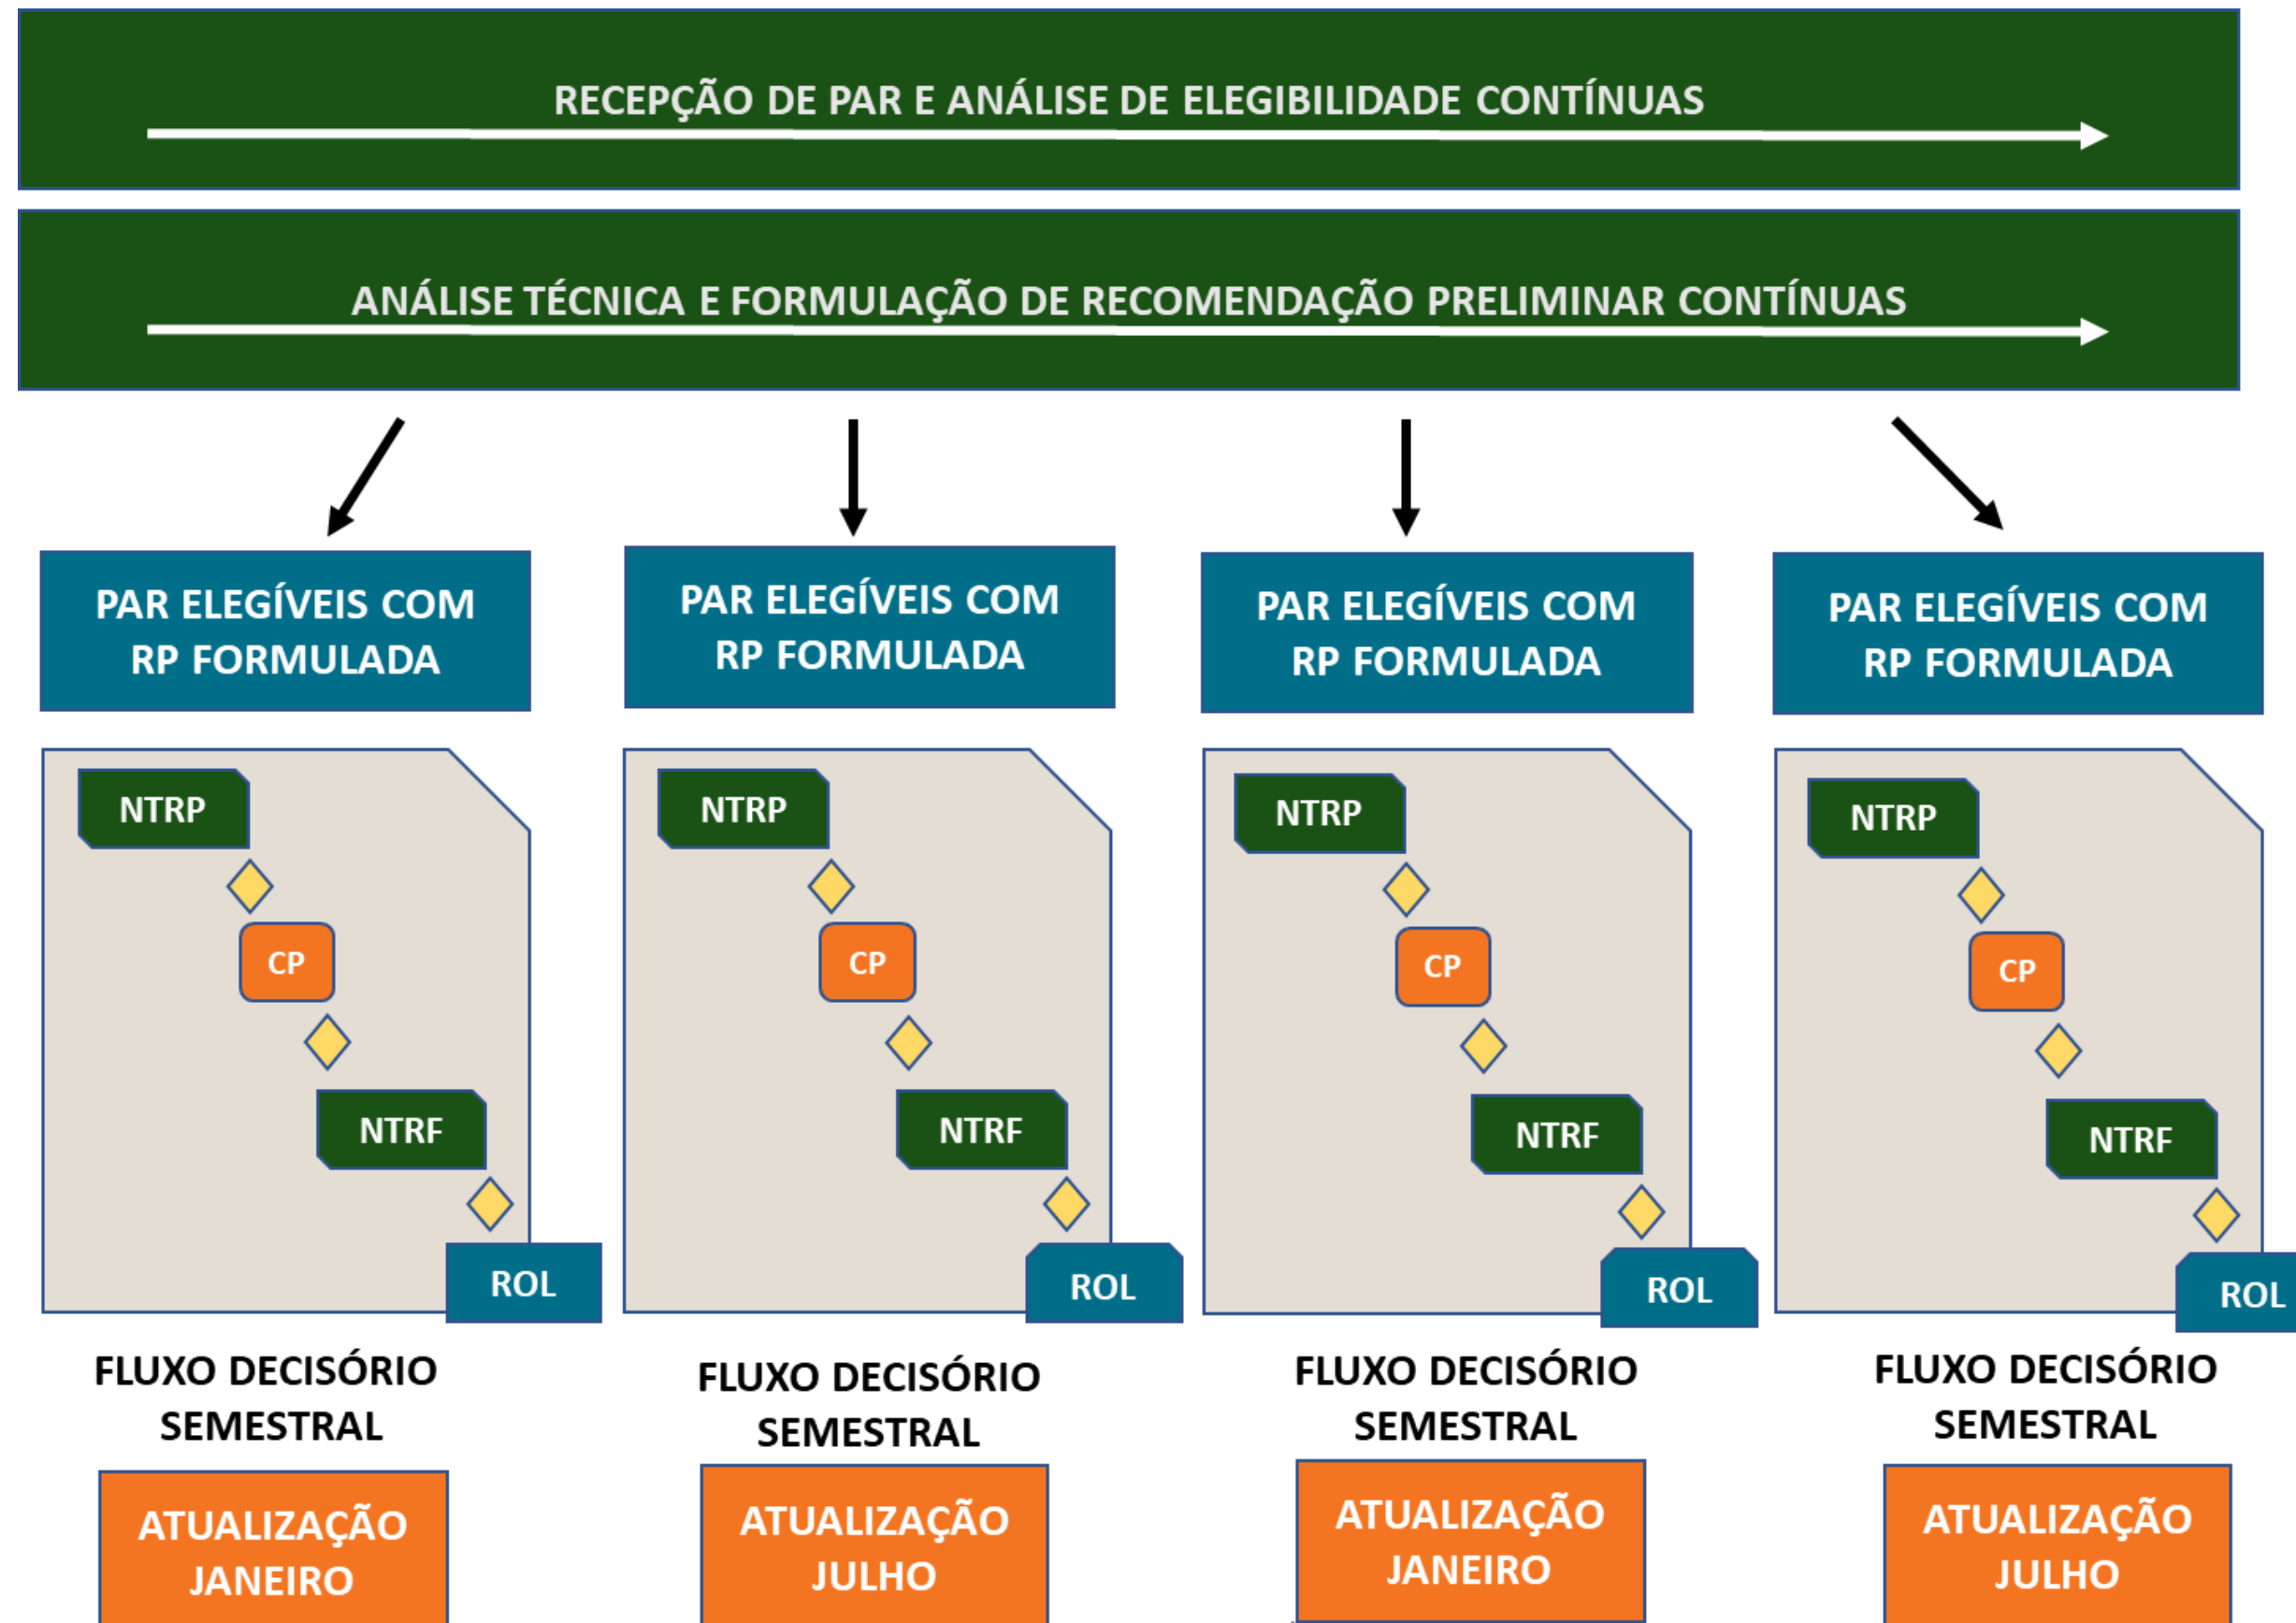 RECEPÇÃO DE PAR E ANÁLISE DE ELEGIBILIDADE CONTÍNUAS
ANÁLISE TÉCNICA E FORMULAÇÃO DE RECOMENDAÇÃO PRELIMINAR CONTÍNUAS
PAR ELEGÍVEIS COM
RP FORMULADA
PAR ELEGÍVEIS COM
RP FORMULADA
PAR ELEGÍVEIS COM
RP FORMULADA
PAR ELEGÍVEIS COM
RP FORMULADA
NTRP
CP
NTRF
ROL
NTRP
CP
NTRF
ROL
NTRP
CP
NTRF
ROL
NTRP
CP
NTRF
ROL
FLUXO DECISÓRIO
SEMESTRAL
FLUXO DECISÓRIO
SEMESTRAL
FLUXO DECISÓRIO
SEMESTRAL
FLUXO DECISÓRIO
SEMESTRAL
ATUALIZAÇÃO
JANEIRO
ATUALIZAÇÃO
JULHO
ATUALIZAÇÃO
JANEIRO
ATUALIZAÇÃO
JULHO